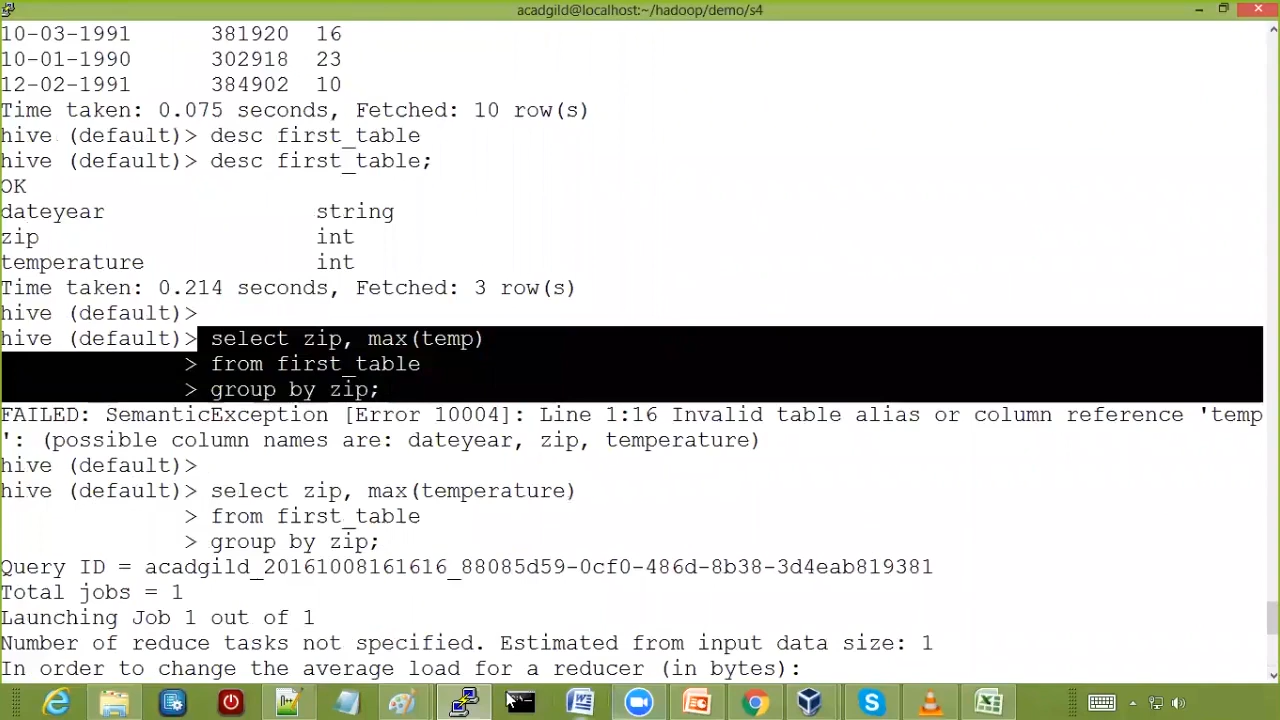 acadgild@localhost:~/hadoop/demo/s4
10-03-1991 381920 16
10-01-1990 302918 23
12-02-1991 384902 10
Time taken: 0.075 seconds, Fetched: 10 row(s)
hive (default)> desc first_table
hive (default)> desc first_table;
OK
dateyear string
zip int
temperature int
Time taken: 0.214 seconds, Fetched: 3 row(s)
hive (default)>
hive (default)> select zip, max(temp)
> from first_table
> group by zip;
FAILED: SemanticException [Error 10004]: Line 1:16 Invalid table alias or column reference 'temp
': (possible column names are: dateyear, zip, temperature)
hive (default)>
hive (default)> select zip, max(temperature)
> from first_table
> group by zip;
Query ID = acadgild_20161008161616_88085d59-0cf0-486d-8b38-3d4eab819381
Total jobs = 1
Launching Job 1 out of 1
Number of reduce tasks not specified. Estimated from input data size: 1
In order to change the average load for a reducer (in bytes):